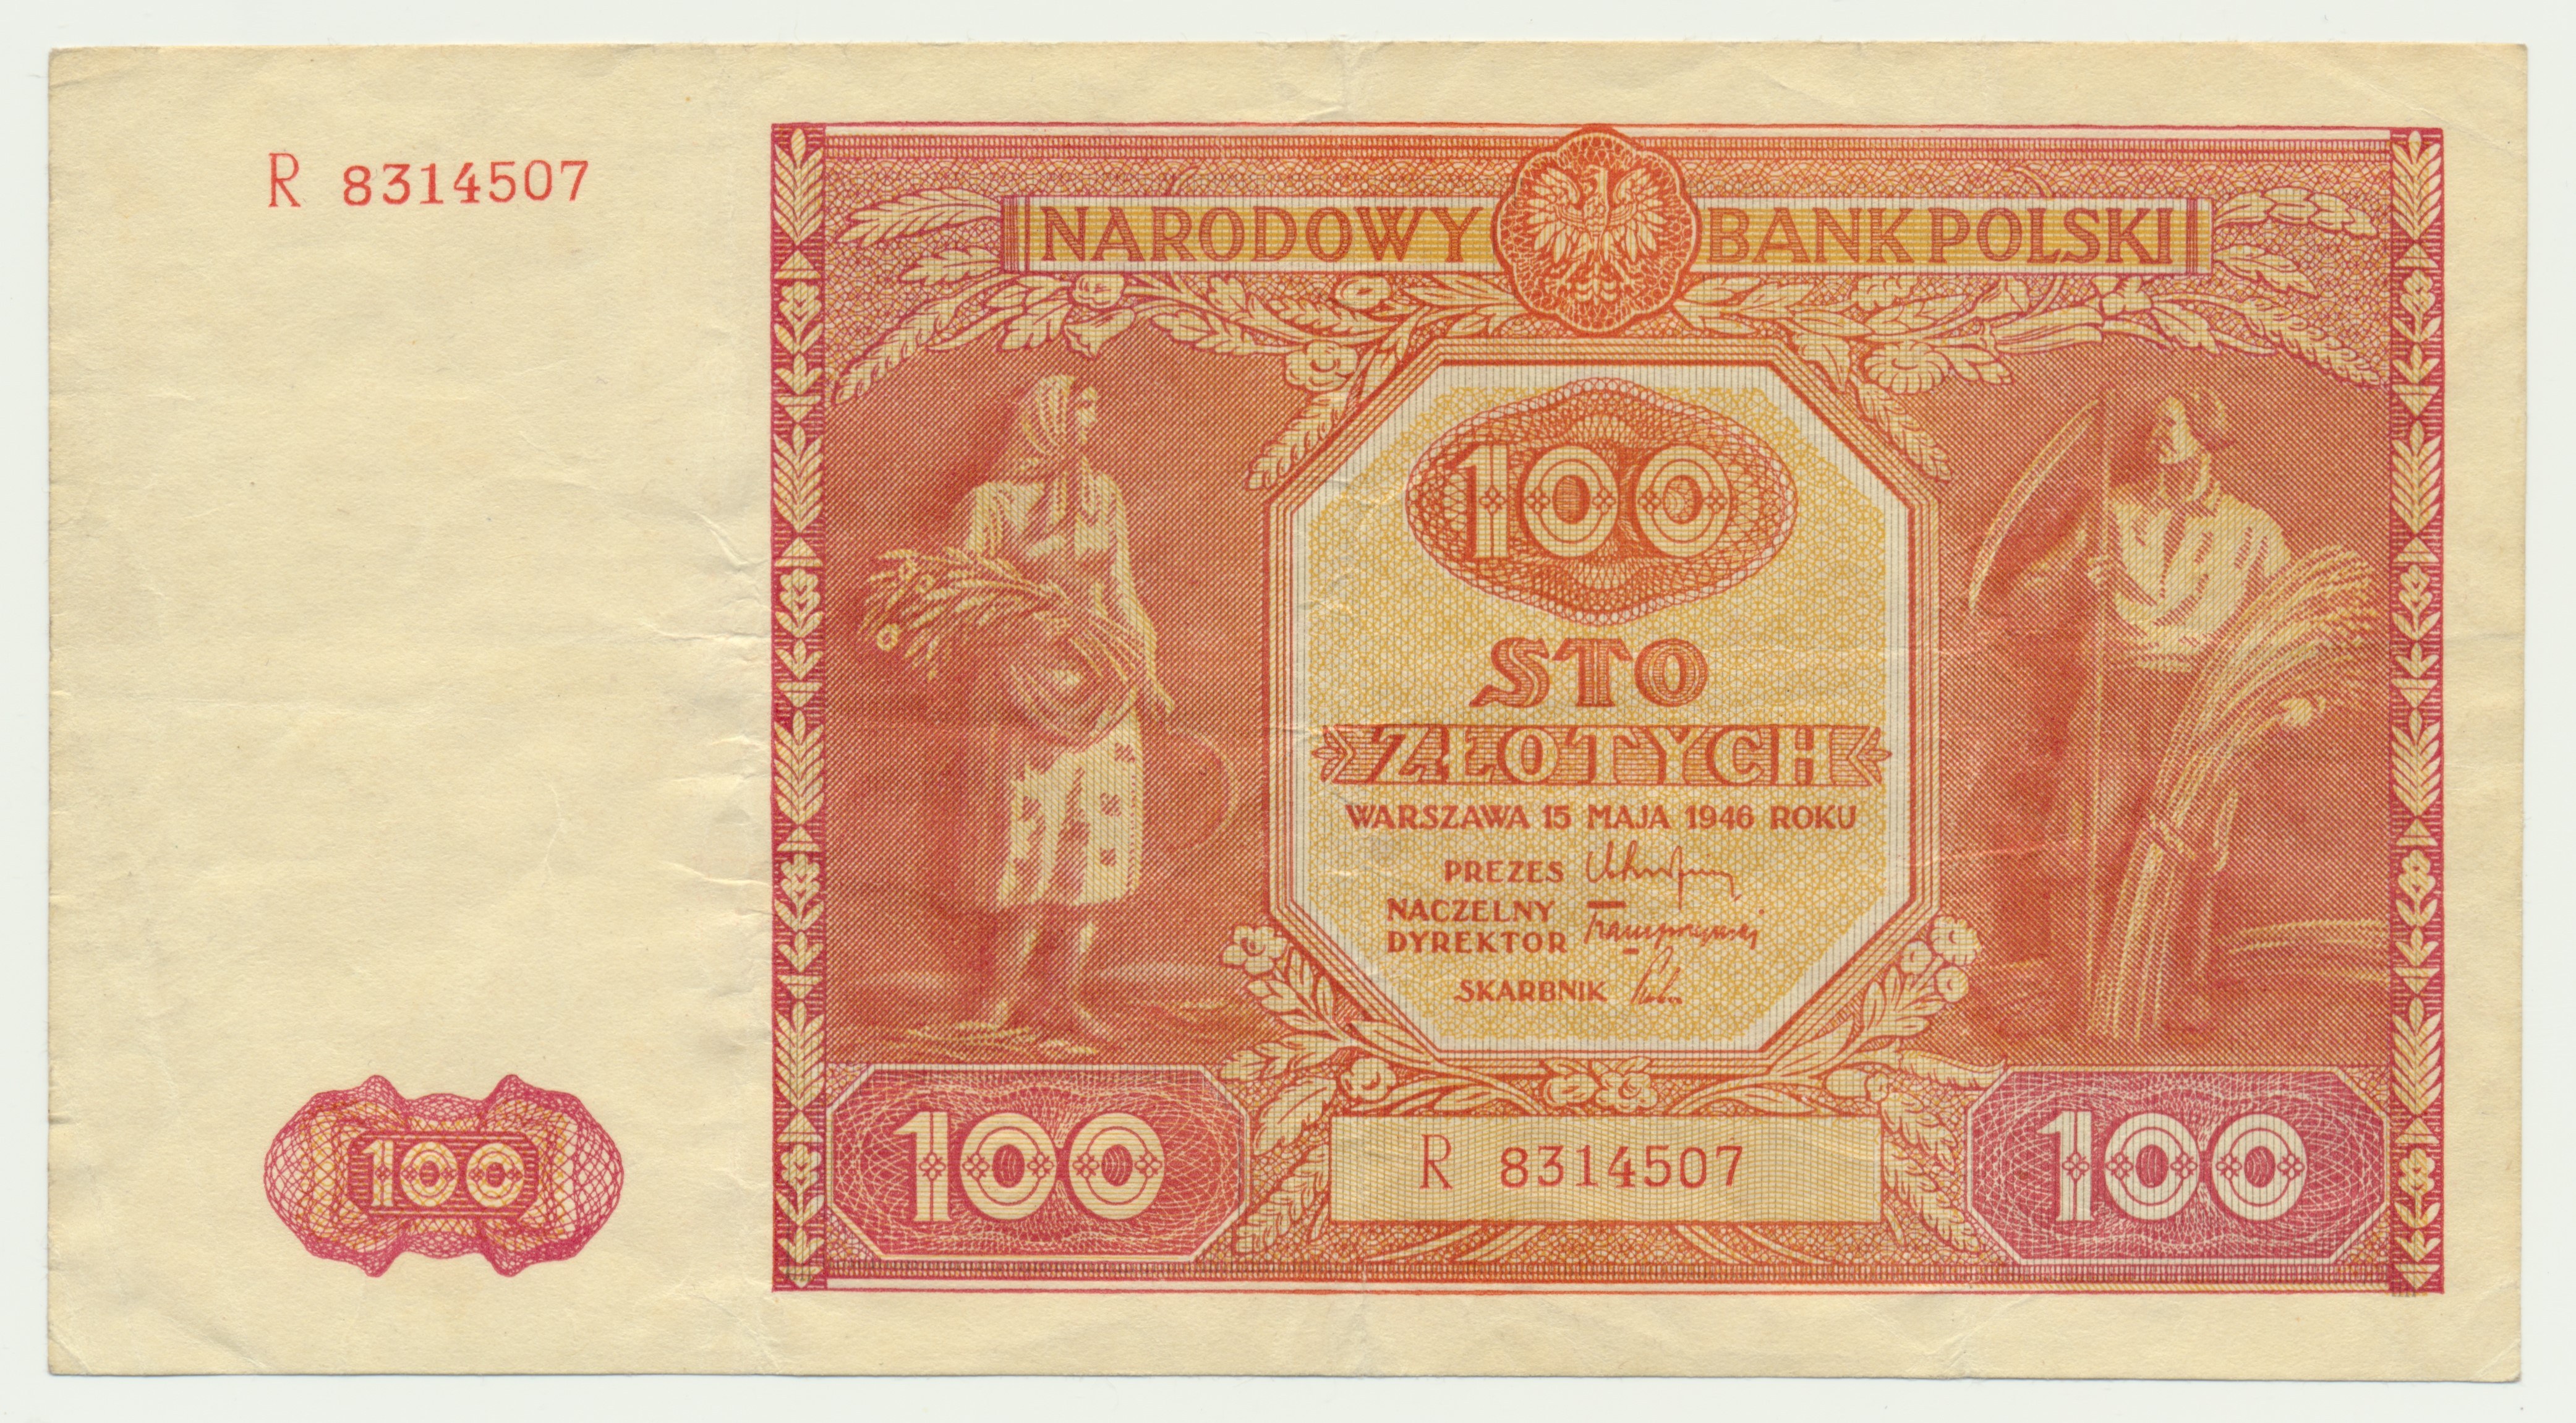 R 8314507
NARODOWY BANK POLSKI
100
STO
ZŁOTYCH
WARSZAWA 15 MAJA 1946 ROKU
PREZES
NACZELNY
DYREKTOR
SKARBNIK
100
100
R 8314507
100